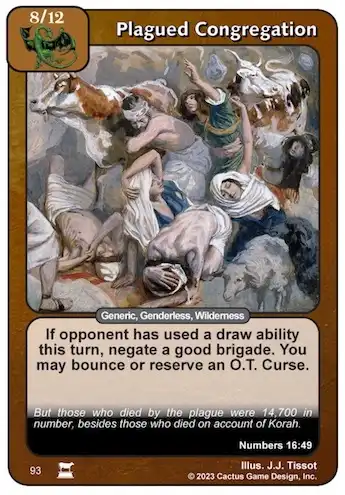 8/12
Plagued Congregation
Generic, Genderless, Wilderness
If opponent has used a draw ability
this turn, negate a good brigade. You
may bounce or reserve an O.T. Curse.
But those who died by the plague were 14,700 in
number, besides those who died on account of Korah.
Numbers 16:49
93
Illus. J.J. Tissot
© 2023 Cactus Game Design, Inc.